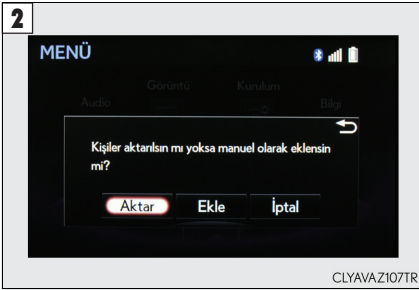 2
MENÜ
Görüntü Kurulum
Audio Bilgi
Kişiler aktarılsın mı yoksa manuel olarak eklensin
mi?
Aktar Ekle İptal
CLYAVAZ107TR